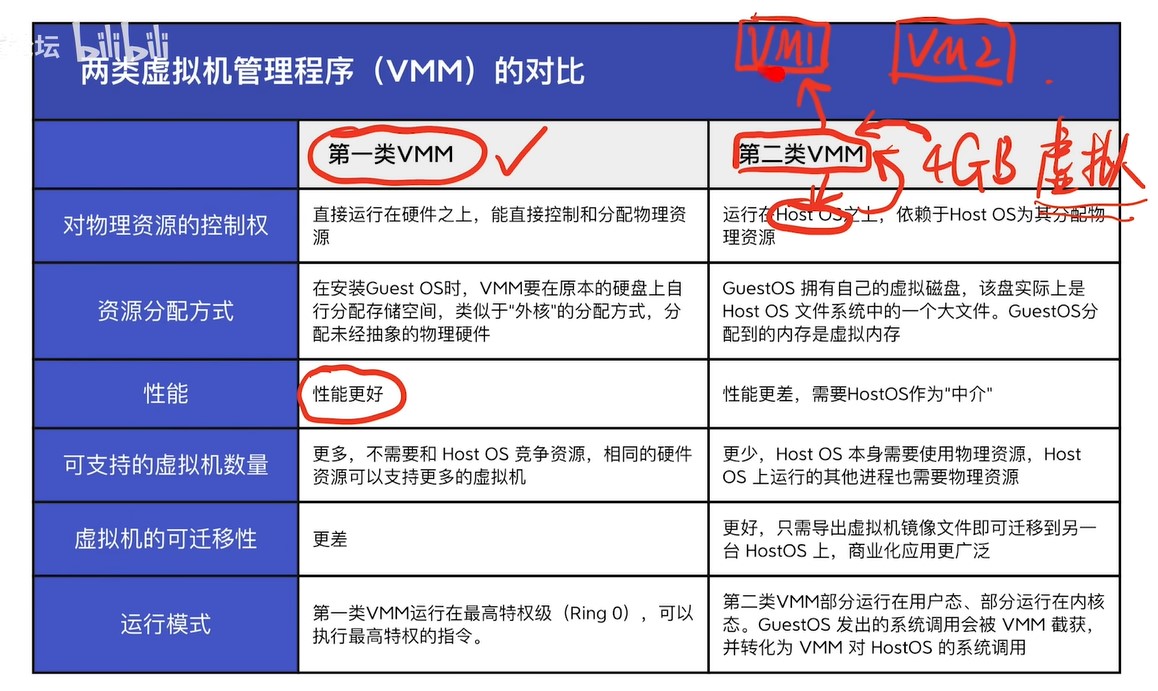 坛 bilibili
两类虚拟机管理程序（VMM）的对比
VM1
VM2
第一类VMM
第二类VMM
4GB 虚拟
对物理资源的控制权
直接运行在硬件之上，能直接控制和分配物理资
源
运行在Host OS之上，依赖于Host OS为其分配物
理资源
资源分配方式
在安装Guest OS时，VMM要在原本的硬盘上自
行分配存储空间，类似于“外核”的分配方式，分
配未经抽象的物理硬件
GuestOS 拥有自己的虚拟磁盘，该盘实际上是
Host OS 文件系统中的一个大文件。GuestOS分
配到的内存是虚拟内存
性能
性能更好
性能更差，需要HostOS作为"中介"
可支持的虚拟机数量
更多，不需要和 Host OS 竞争资源，相同的硬件
资源可以支持更多的虚拟机
更少，Host OS 本身需要使用物理资源，Host
OS 上运行的其他进程也需要物理资源
虚拟机的可迁移性
更差
更好，只需导出虚拟机镜像文件即可迁移到另一
台 HostOS 上，商业化应用更广泛
运行模式
第一类VMM运行在最高特权级（Ring 0），可以
执行最高特权的指令。
第二类VMM部分运行在用户态、部分运行在内核
态。GuestOS 发出的系统调用会被 VMM 截获，
并转化为 VMM 对 HostOS 的系统调用